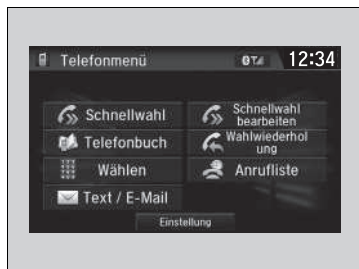 Telefonmenü
12:34
Schnellwahl
Schnellwahl
bearbeiten
Telefonbuch
Wahlwiederhol
ung
Wählen
Anrufliste
Text / E-Mail
Einstellung